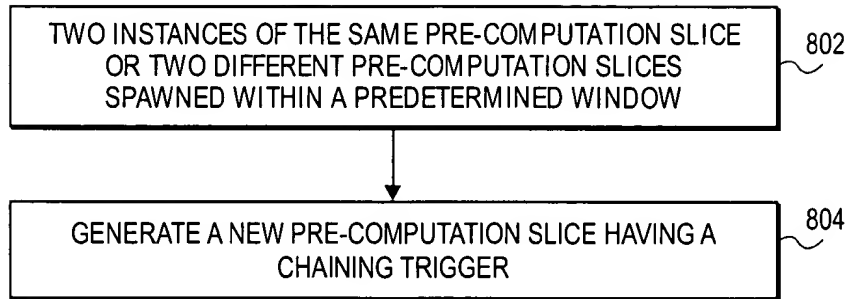 TWO INSTANCES OF THE SAME PRE-COMPUTATION SLICE
OR TWO DIFFERENT PRE-COMPUTATION SLICES
SPAWNED WITHIN A PREDETERMINED WINDOW
802
GENERATE A NEW PRE-COMPUTATION SLICE HAVING A
CHAINING TRIGGER
804